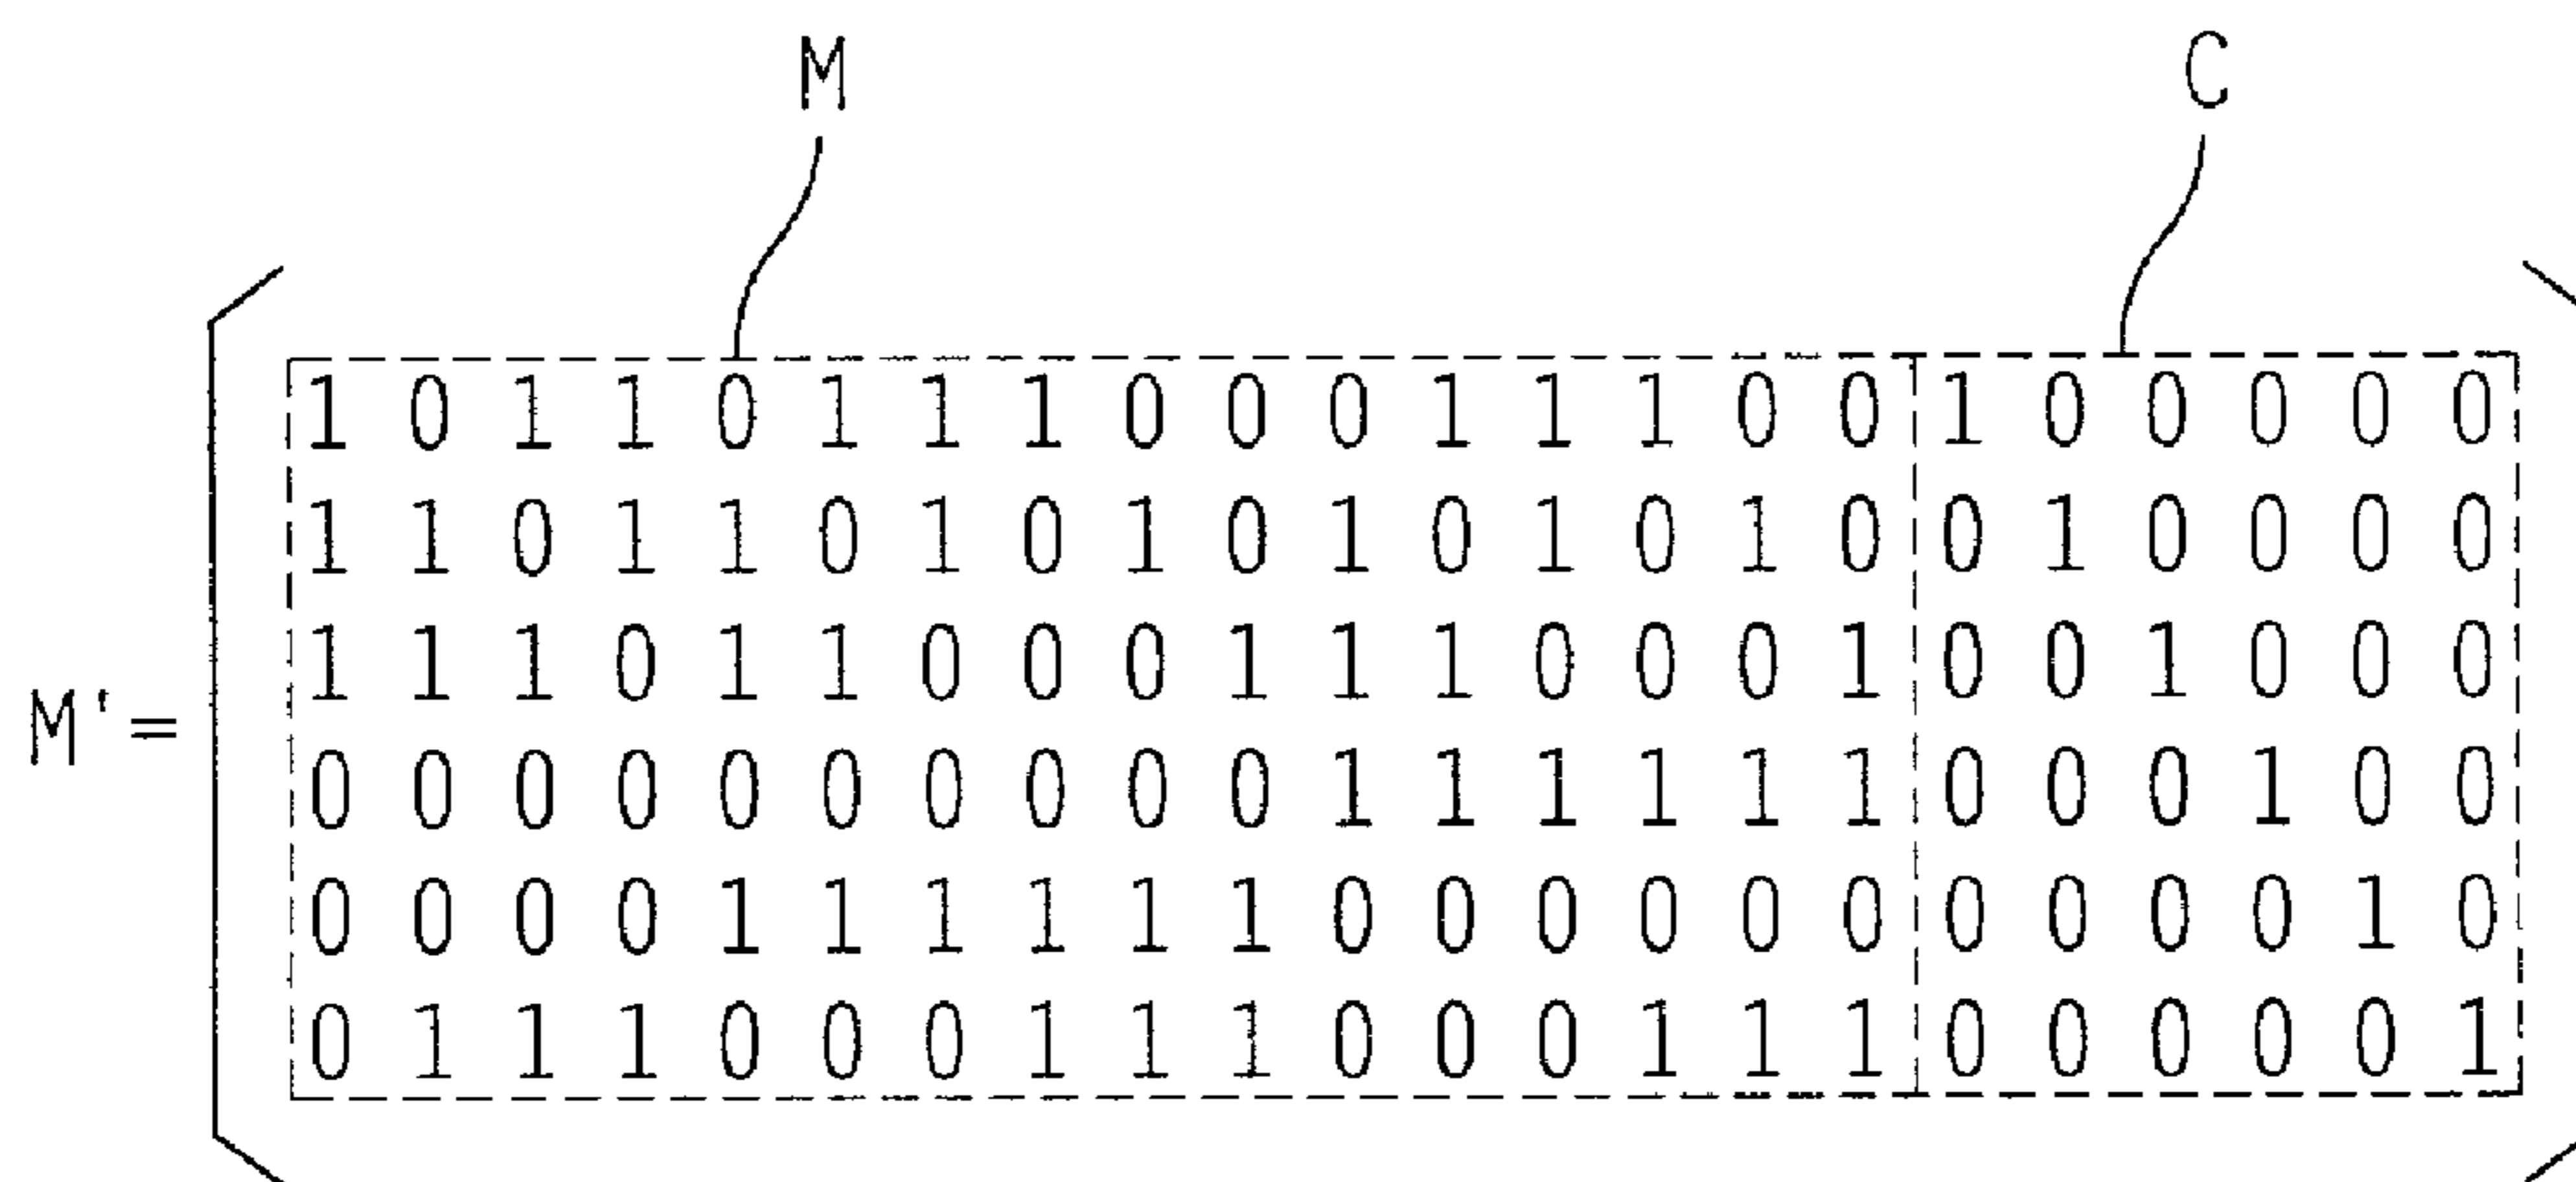 M C
1 0 1 1 0 1 1 1 0 0 0 1 1 1 0 0 1 0 0 0 0 0
1 1 0 1 1 0 1 0 1 0 1 0 1 0 1 0 0 1 0 0 0 0
1 1 1 0 1 1 0 0 0 1 1 1 0 0 0 1 0 0 1 0 0 0
M'=
0 0 0 0 0 0 0 0 0 0 1 1 1 1 1 1 0 0 0 1 0 0
0 0 0 0 1 1 1 1 1 1 0 0 0 0 0 0 0 0 0 0 1 0
0 1 1 1 0 0 0 1 1 1 0 0 0 1 1 1 0 0 0 0 0 1